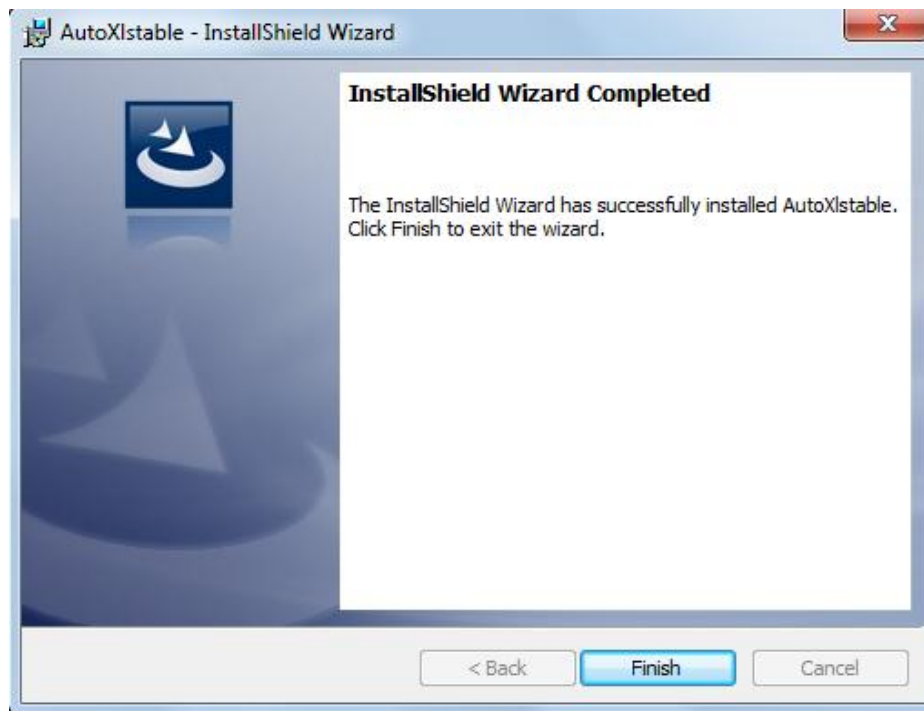 AutoXlstable - InstallShield Wizard
InstallShield Wizard Completed
The InstallShield Wizard has successfully installed AutoXlstable.
Click Finish to exit the wizard.
< Back
Finish
Cancel